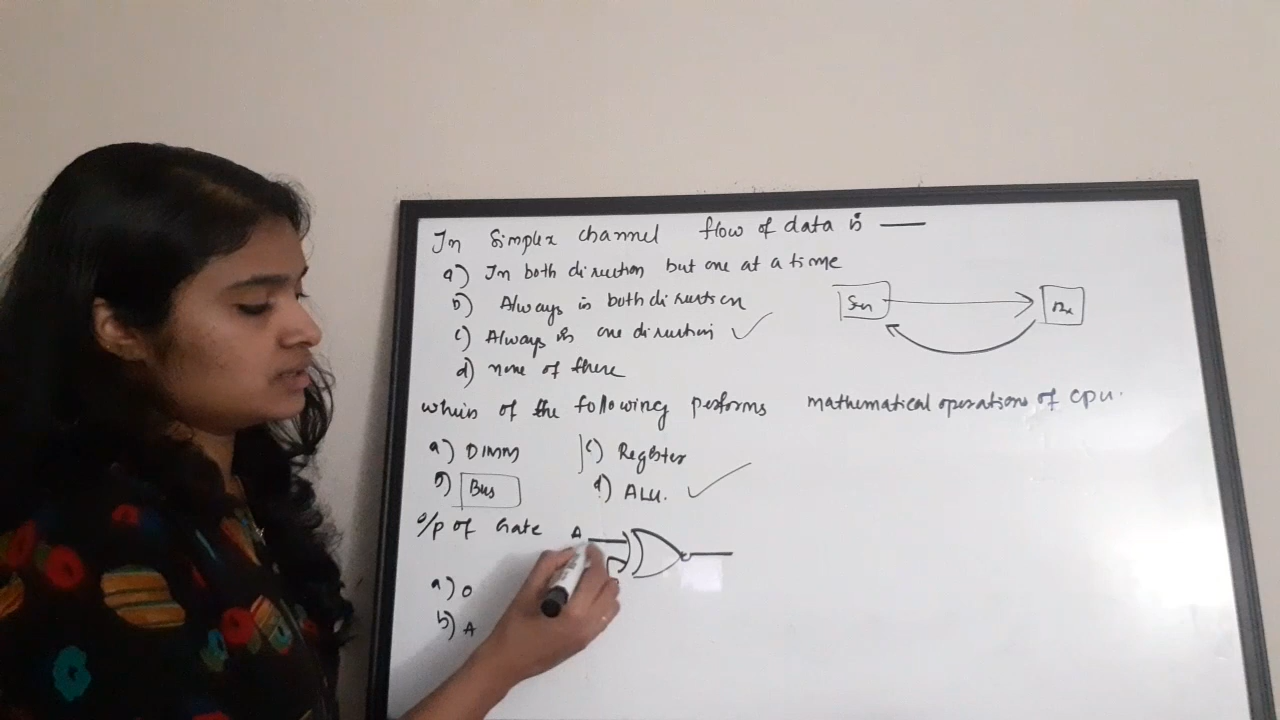 In Simplex channel flow of data is —
a) In both direction but one at a time
b) Always in both direction
c) Always in one direction ✓
d) none of these
Sen
Rx
which of the following performs mathematical operations of cpu.
a) DIMM
c) Register
b) Bus
d) ALU. ✓
o/p of Gate A
a) 0
b) A